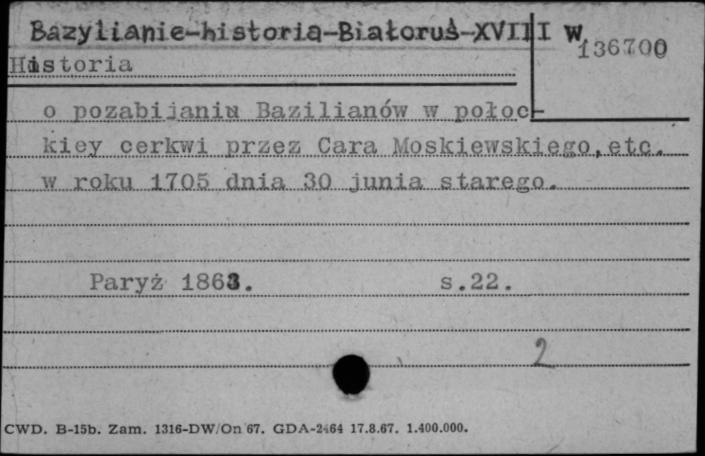 Bazylianie-historia-Białoruś-XVIII w.
136700
Historia
o pozabijaniu Bazilianów w połoc-
kiey cerkwi przez Cara Moskiewskiego,etc.
w roku 1705 dnia 30 junia starego.
Paryż 1863. s.22.
2
CWD. B-15b. Zam. 1316-DW/On 67. GDA-2464 17.8.67. 1.400.000.